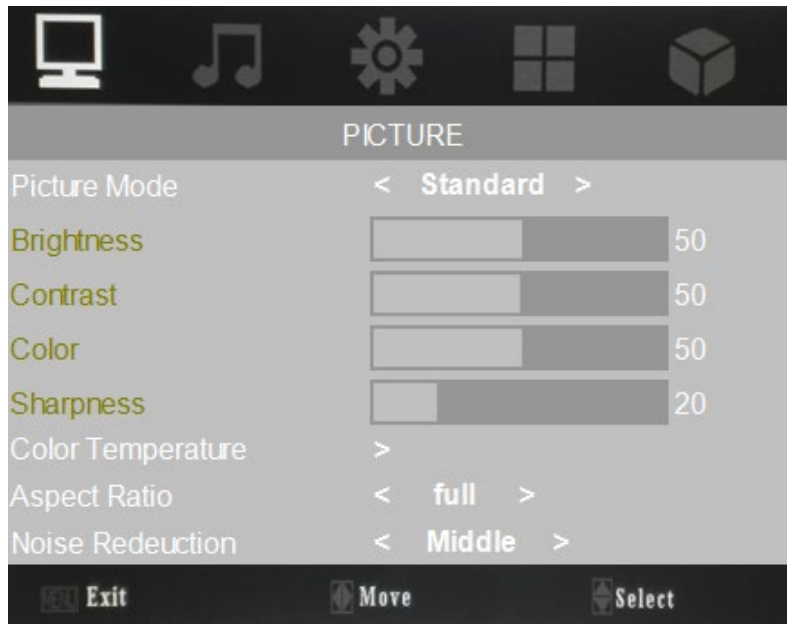 PICTURE
Picture Mode < Standard >
Brightness 50
Contrast 50
Color 50
Sharpness 20
Color Temperature >
Aspect Ratio < full >
Noise Redeuction < Middle >
MENU Exit Move Select